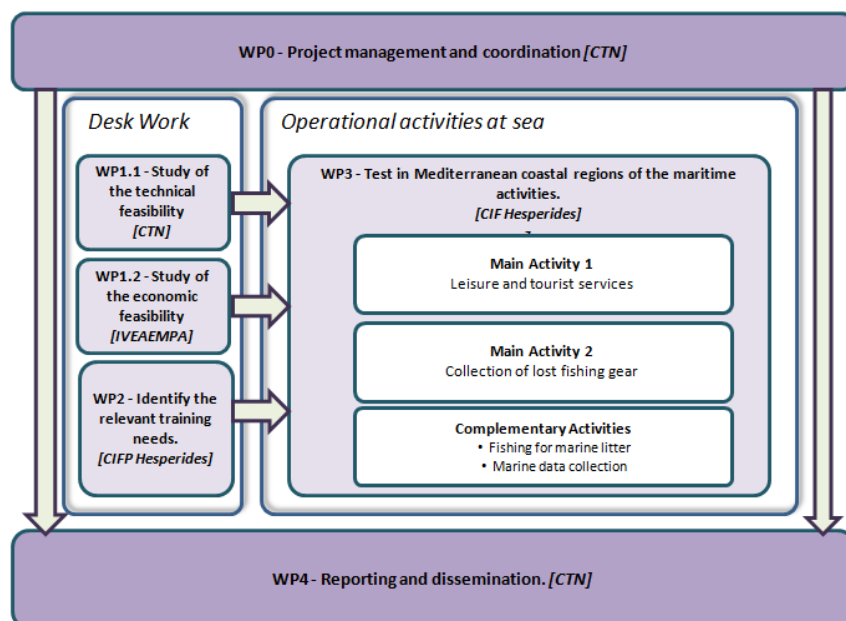 WP0 - Project management and coordination [CTN]
Desk Work
WP1.1 - Study of
the technical
feasibility
[CTN]
WP1.2 - Study of
the economic
feasibility
[IVEAEMPA]
WP2 - Identify the
relevant training
needs.
[CIFP Hesperides]
Operational activities at sea
WP3 - Test in Mediterranean coastal regions of the maritime
activities.
[CIF Hesperides]
Main Activity 1
Leisure and tourist services
Main Activity 2
Collection of lost fishing gear
Complementary Activities
• Fishing for marine litter
• Marine data collection
WP4 - Reporting and dissemination. [CTN]